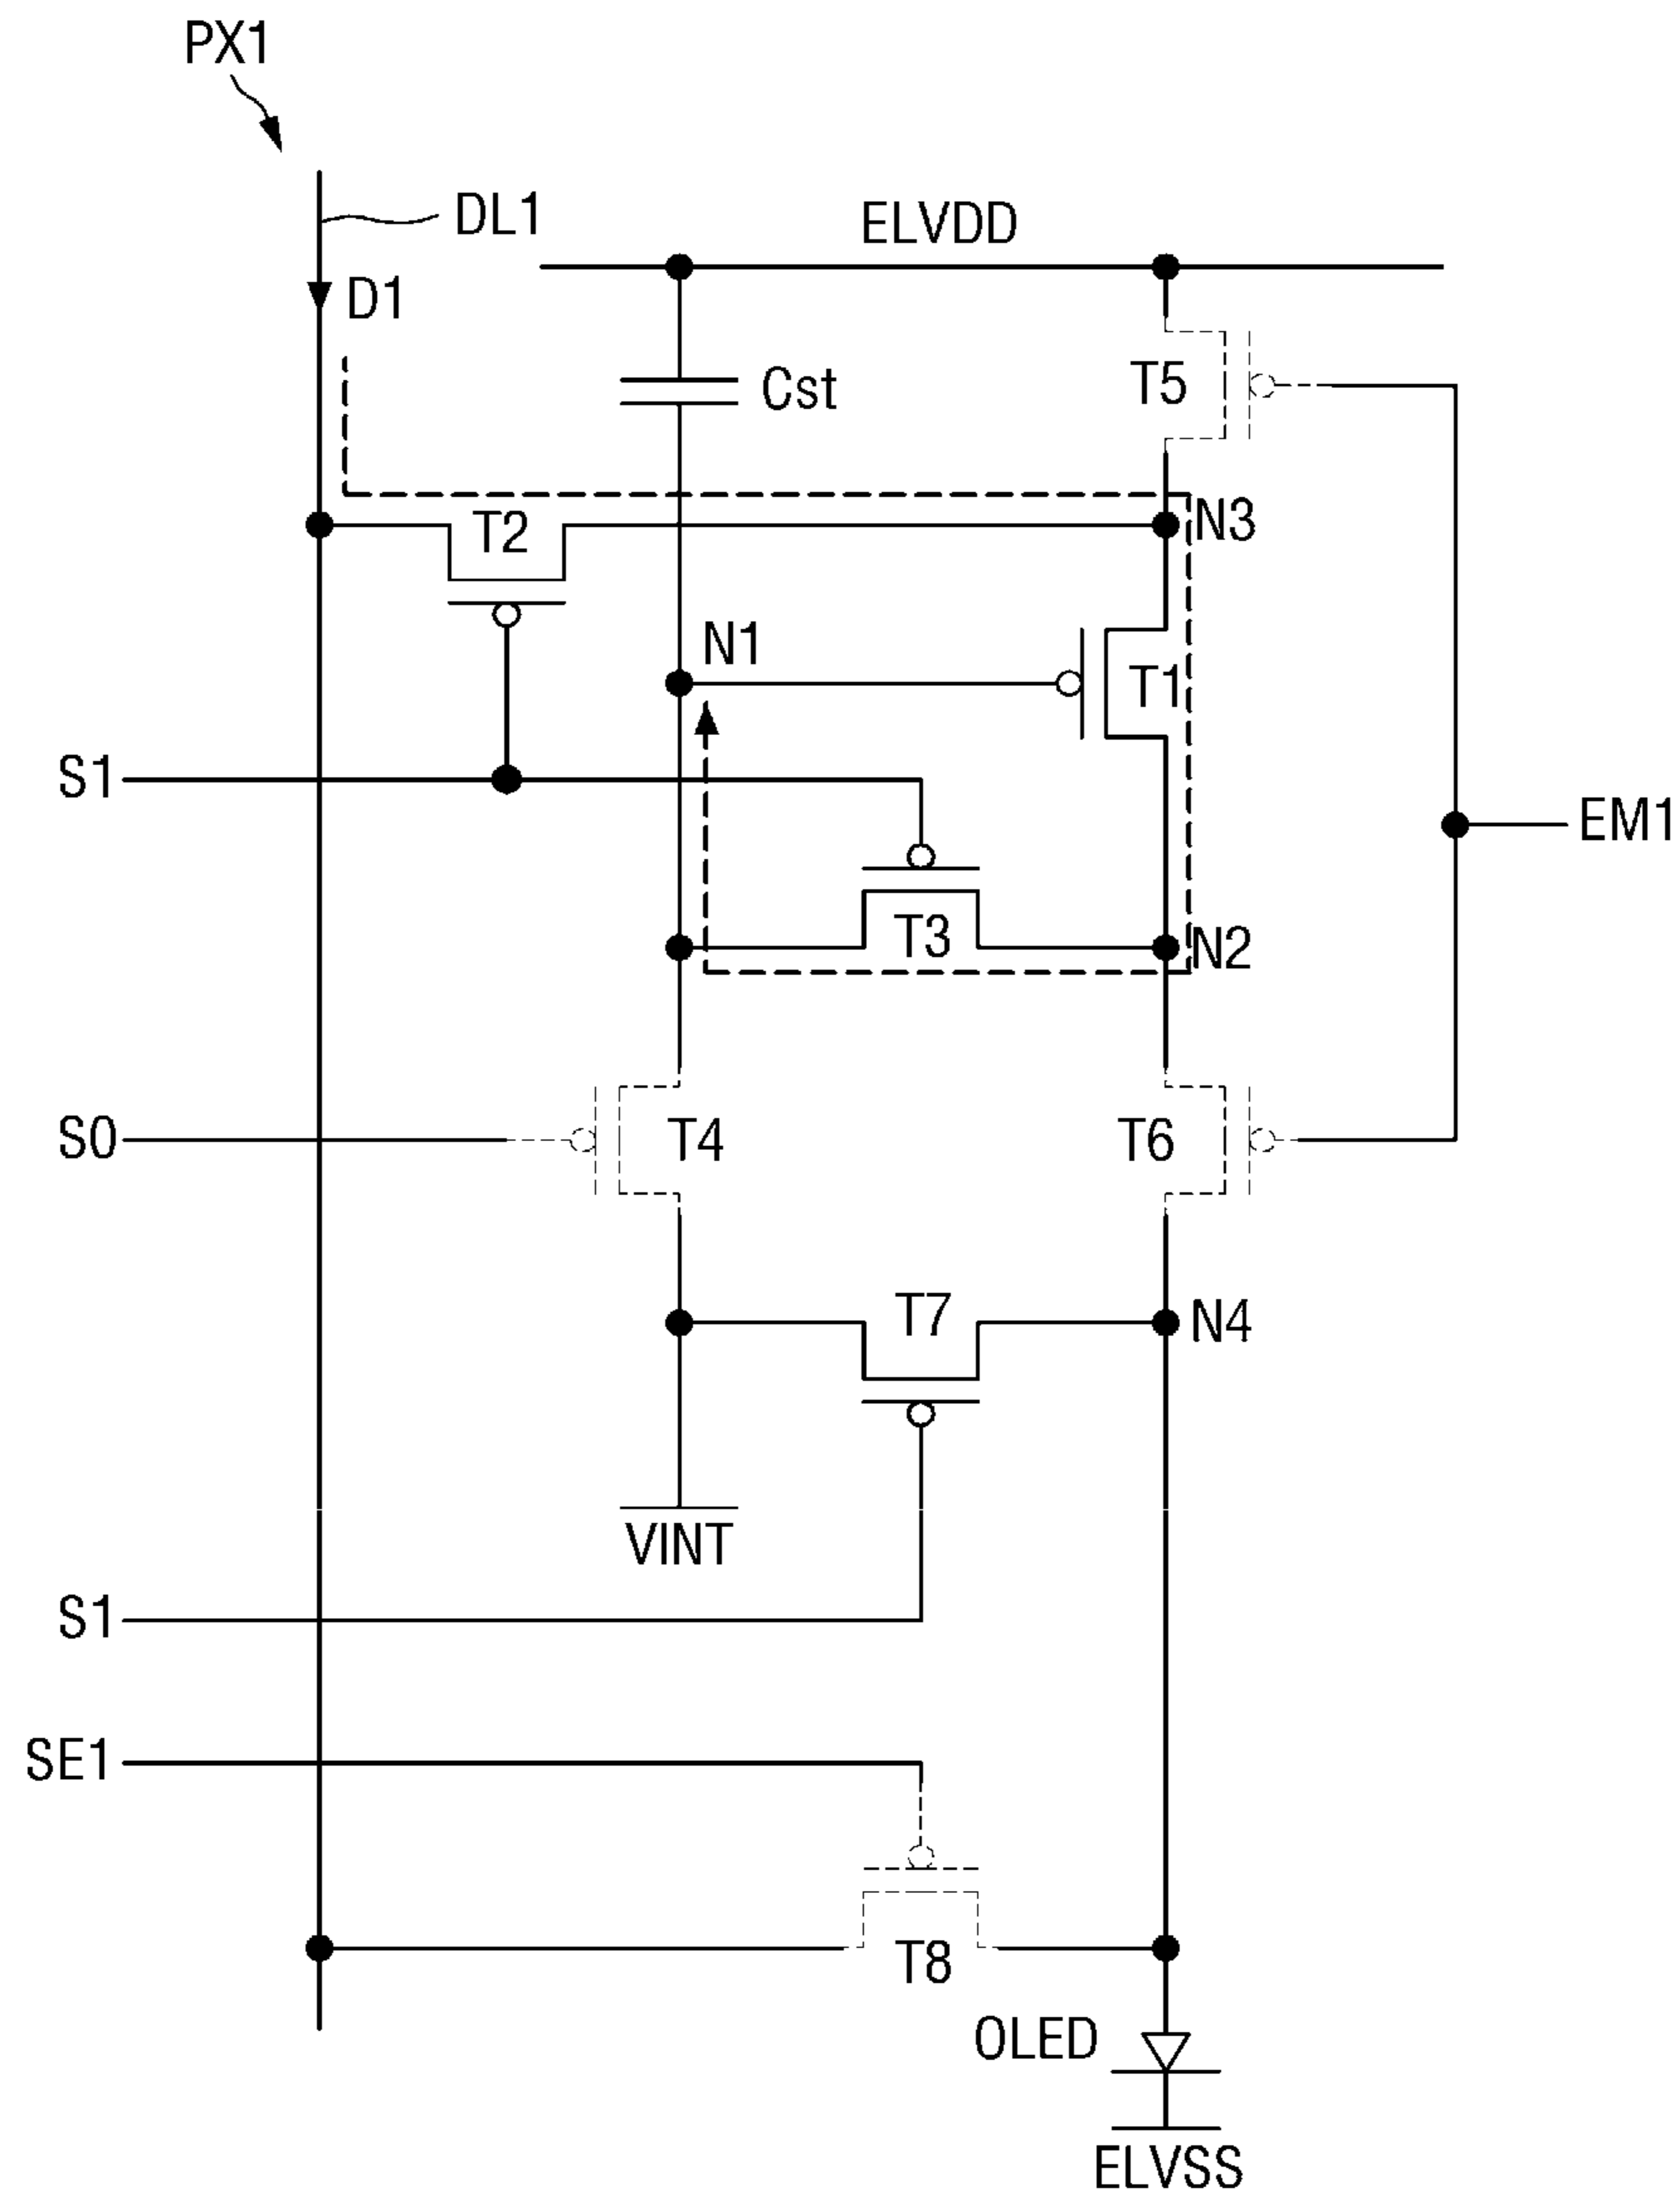 PX1
DL1
ELVDD
D1
Cst
T5
T2
N3
N1
T1
S1
EM1
T3
N2
S0
T4
T6
T7
N4
VINT
S1
SE1
T8
OLED
ELVSS